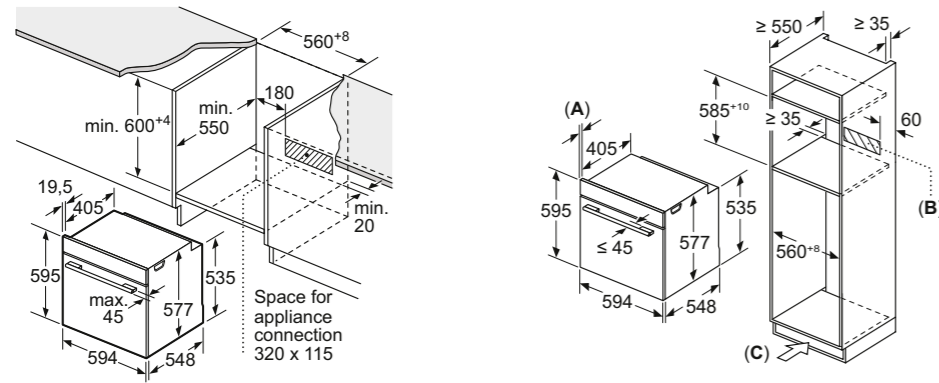 560+8
180
min.
550
min. 600+4
min.
20
19,5
405
595
max.
45
577
535
594
548
Space for
appliance
connection
320 x 115
≥ 550
≥ 35
585+10
≥ 35
60
(A)
405
595
≤ 45
577
535
594
548
560+8
(B)
(C)